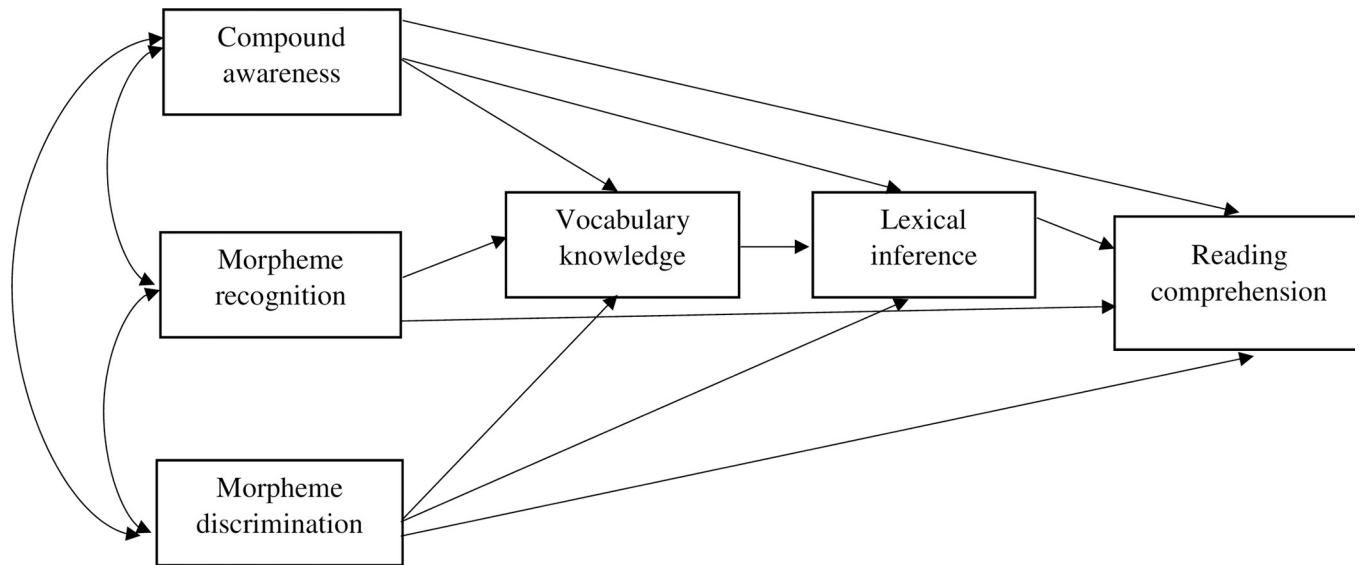 Compound
awareness
Vocabulary
knowledge
Lexical
inference
Morpheme
recognition
Reading
comprehension
Morpheme
discrimination